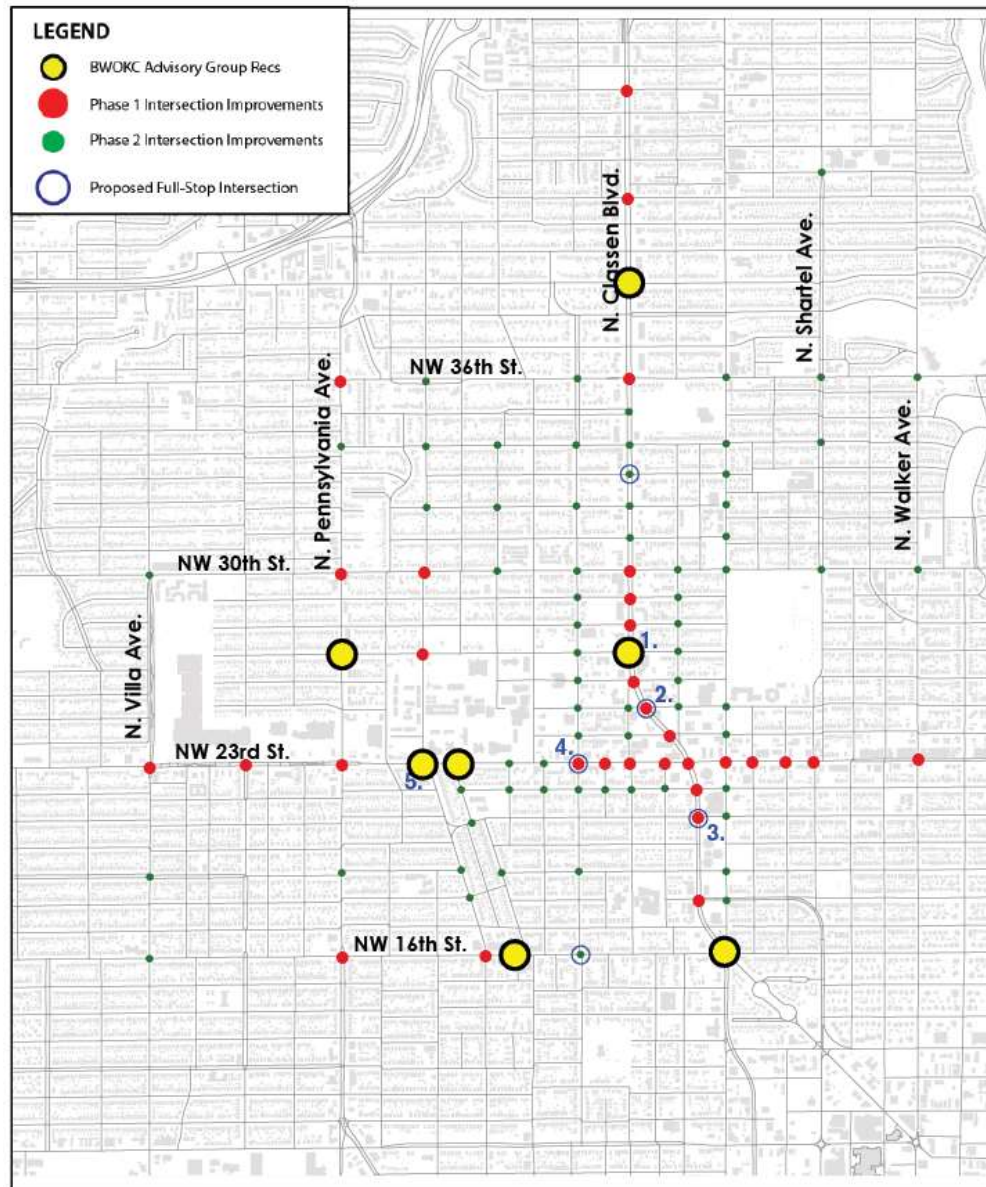 LEGEND
BWOKC Advisory Group Recs
Phase 1 Intersection Improvements
Phase 2 Intersection Improvements
Proposed Full-Stop Intersection
N. Classen Blvd.
N. Shartel Ave.
NW 36th St.
N. Pennsylvania Ave.
N. Walker Ave.
NW 30th St.
N. Villa Ave.
1.
2.
NW 23rd St.
4.
5.
3.
NW 16th St.